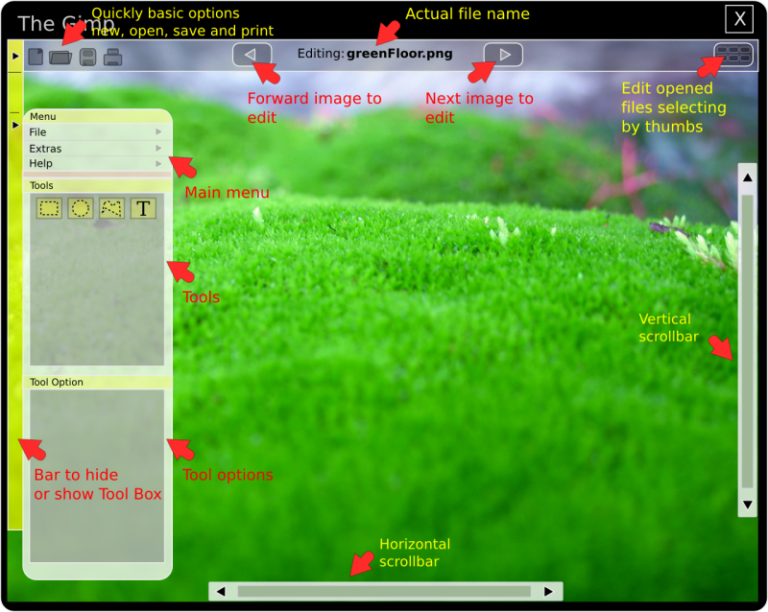 Quickly basic options
new, open, save and print
Actual file name
The Gimp
X
Editing: greenFloor.png
Forward image to
edit
Next image to
edit
Edit opened
files selecting
by thumbs
Menu
File
Extras
Help
Main menu
Tools
T
Tools
Vertical
scrollbar
Tool Option
Bar to hide
or show Tool Box
Tool options
Horizontal
scrollbar